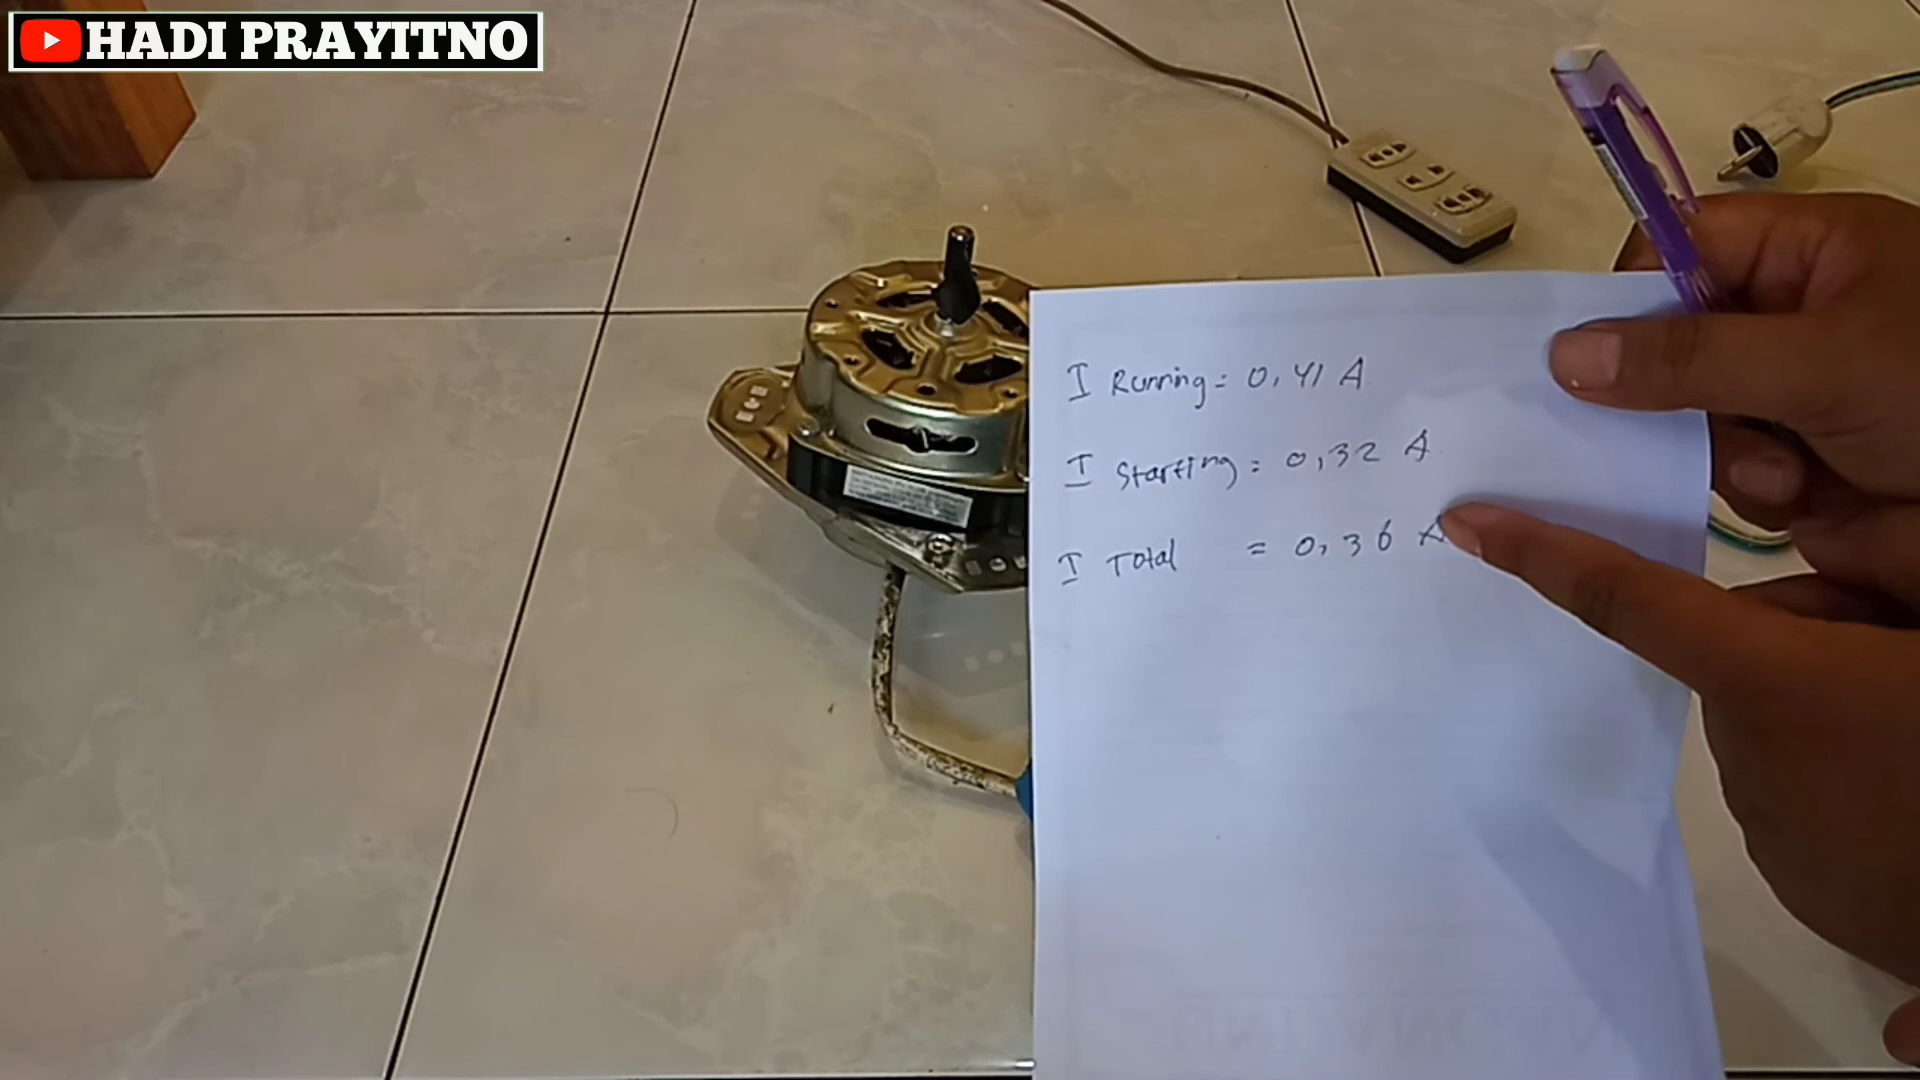 HADI PRAYITNO
I Running = 0,41 A
I Starting = 0,32 A
I Total = 0,36 A